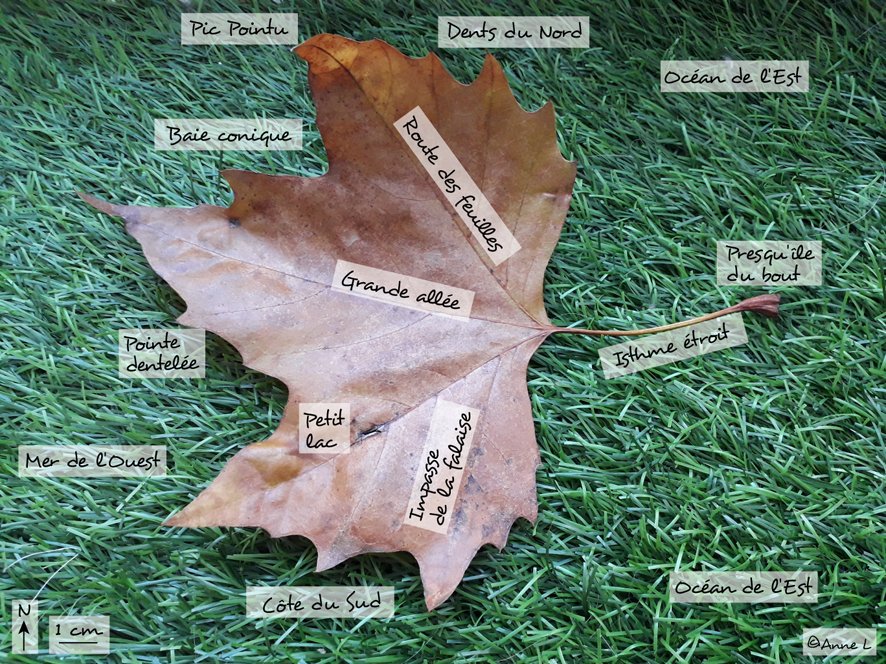 Pic Pointu
Dents du Nord
Océan de l'Est
Baie conique
Route des feuilles
Presqu'île
du bout
Grande allée
Isthme étroit
Pointe
dentelée
Petit
lac
Impasse
de la falaise
Mer de l'Ouest
Océan de l'Est
Côte du Sud
N
1 cm
©Anne L